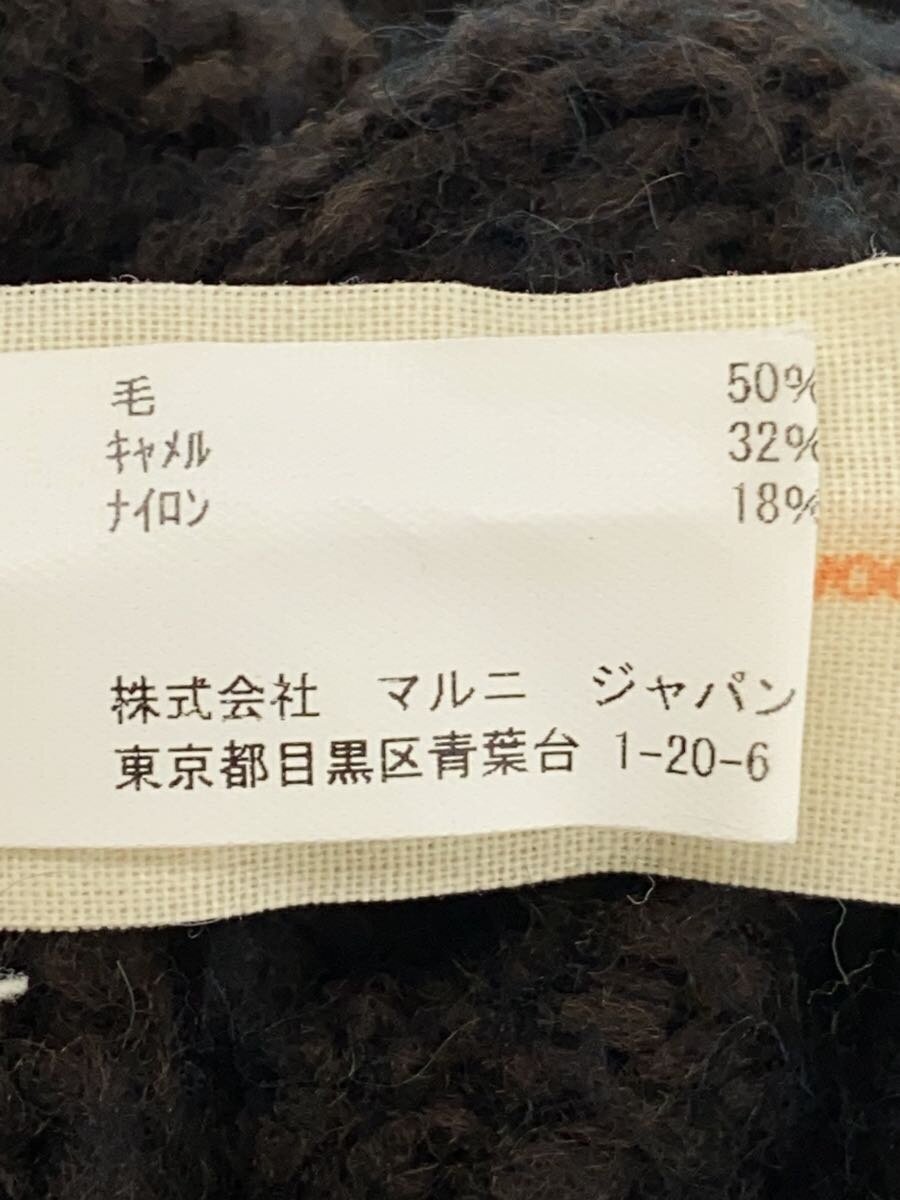 毛 50%
ｷｬﾒﾙ 32%
ﾅｲﾛﾝ 18%
株式会社　マルニ　ジャパン
東京都目黒区青葉台 1-20-6